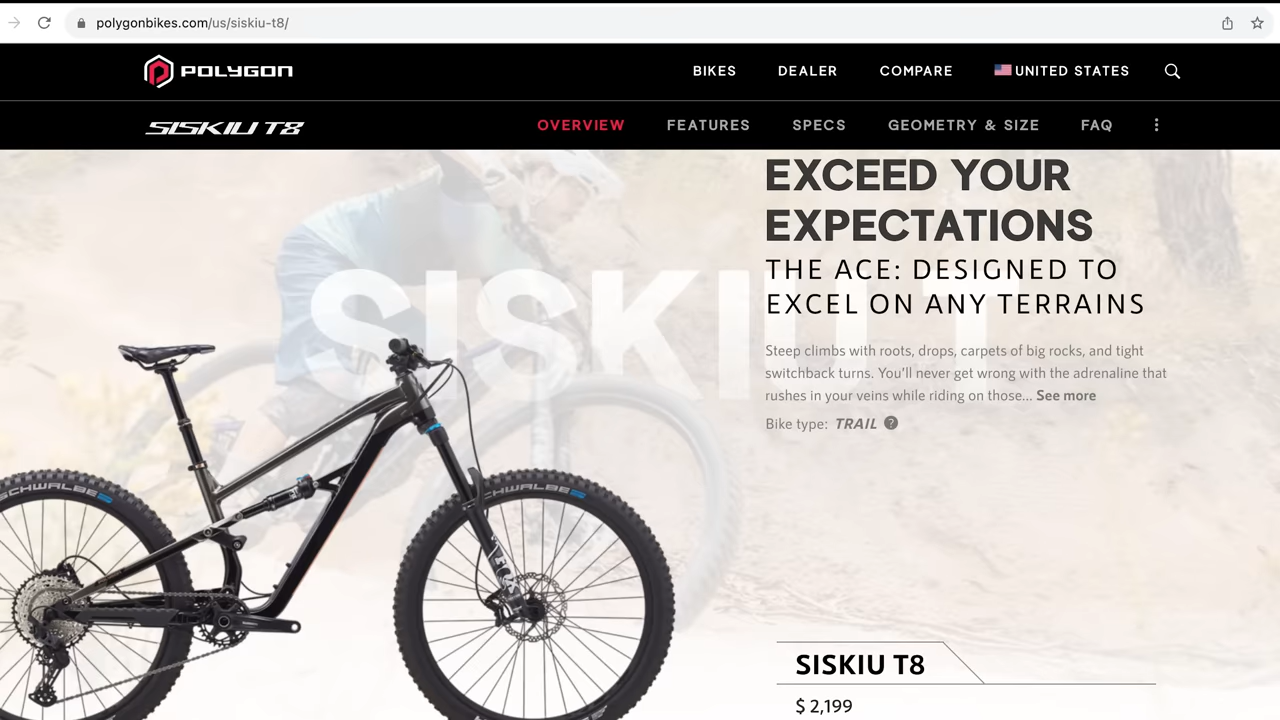 polygonbikes.com/us/siskiu-t8/
POLYGON
BIKES
DEALER
COMPARE
UNITED STATES
SISKIU T8
OVERVIEW
FEATURES
SPECS
GEOMETRY & SIZE
FAQ
EXCEED YOUR
EXPECTATIONS
THE ACE: DESIGNED TO
EXCEL ON ANY TERRAINS
SISKIU T
Steep climbs with roots, drops, carpets of big rocks, and tight
switchback turns. You'll never get wrong with the adrenaline that
rushes in your veins while riding on those... See more
Bike type: TRAIL ?
SCHWALBE
SCHWALBE
FOX
SISKIU T8
$ 2,199